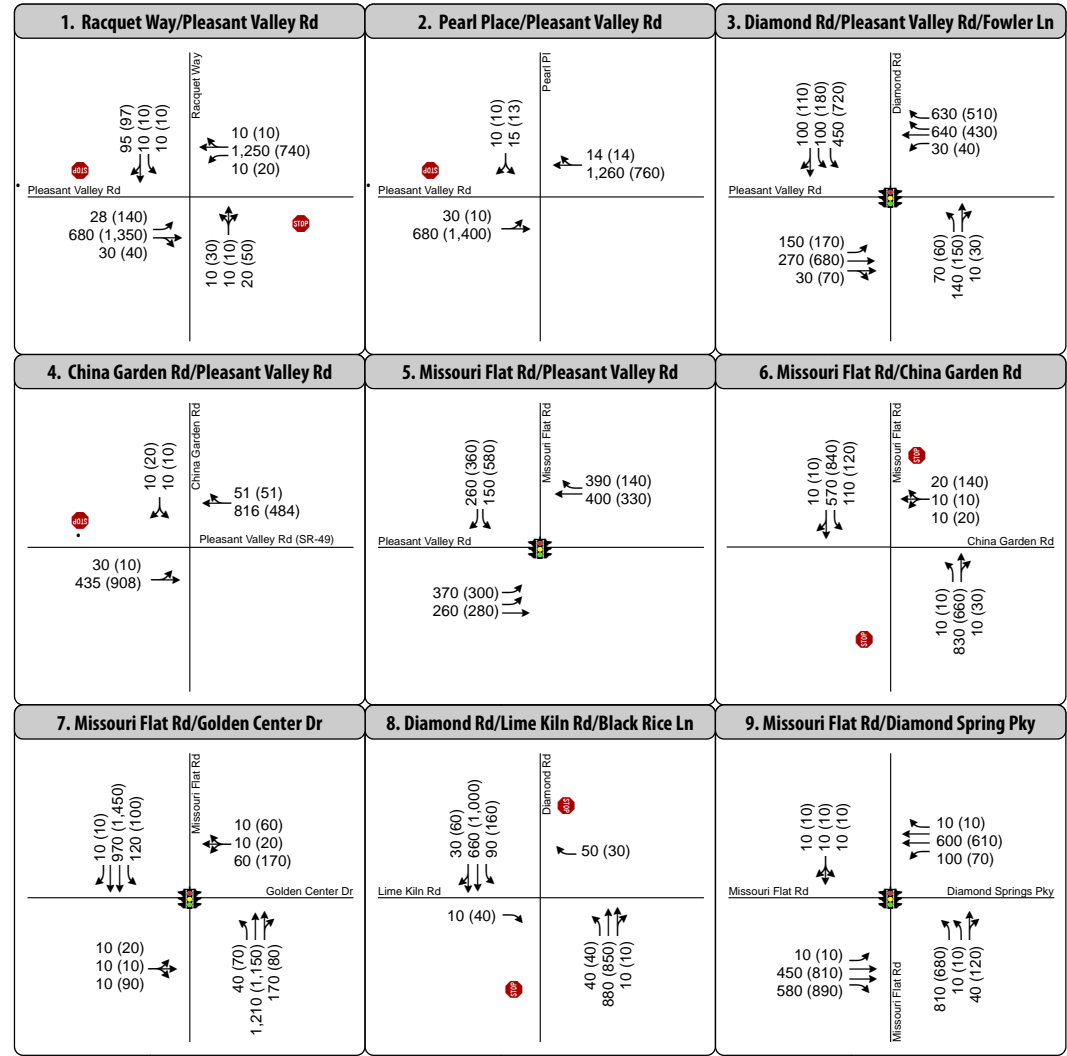 1. Racquet Way/Pleasant Valley Rd
Racquet Way
95 (97)
10 (10)
10 (10)
10 (10)
1,250 (740)
10 (20)
STOP
Pleasant Valley Rd
28 (140)
680 (1,350)
30 (40)
10 (30)
10 (10)
20 (50)
STOP
2. Pearl Place/Pleasant Valley Rd
Pearl Pl
10 (10)
15 (13)
14 (14)
1,260 (760)
STOP
Pleasant Valley Rd
30 (10)
680 (1,400)
3. Diamond Rd/Pleasant Valley Rd/Fowler Ln
Diamond Rd
100 (110)
100 (180)
450 (720)
630 (510)
640 (430)
30 (40)
Pleasant Valley Rd
150 (170)
270 (680)
30 (70)
70 (60)
140 (150)
10 (30)
4. China Garden Rd/Pleasant Valley Rd
China Garden Rd
10 (20)
10 (10)
51 (51)
816 (484)
STOP
Pleasant Valley Rd (SR-49)
30 (10)
435 (908)
5. Missouri Flat Rd/Pleasant Valley Rd
Missouri Flat Rd
260 (360)
150 (580)
390 (140)
400 (330)
Pleasant Valley Rd
370 (300)
260 (280)
6. Missouri Flat Rd/China Garden Rd
Missouri Flat Rd
STOP
10 (10)
570 (840)
110 (120)
20 (140)
10 (10)
10 (20)
China Garden Rd
10 (10)
830 (660)
10 (30)
STOP
7. Missouri Flat Rd/Golden Center Dr
Missouri Flat Rd
10 (10)
970 (1,450)
120 (100)
10 (60)
10 (20)
60 (170)
Golden Center Dr
10 (20)
10 (10)
10 (90)
40 (70)
1,210 (1,150)
170 (80)
8. Diamond Rd/Lime Kiln Rd/Black Rice Ln
Diamond Rd
STOP
30 (60)
660 (1,000)
90 (160)
50 (30)
Lime Kiln Rd
10 (40)
40 (40)
880 (850)
10 (10)
STOP
9. Missouri Flat Rd/Diamond Spring Pky
10 (10)
10 (10)
10 (10)
10 (10)
600 (610)
100 (70)
Missouri Flat Rd
Diamond Springs Pky
10 (10)
450 (810)
580 (890)
Missouri Flat Rd
810 (680)
10 (10)
40 (120)